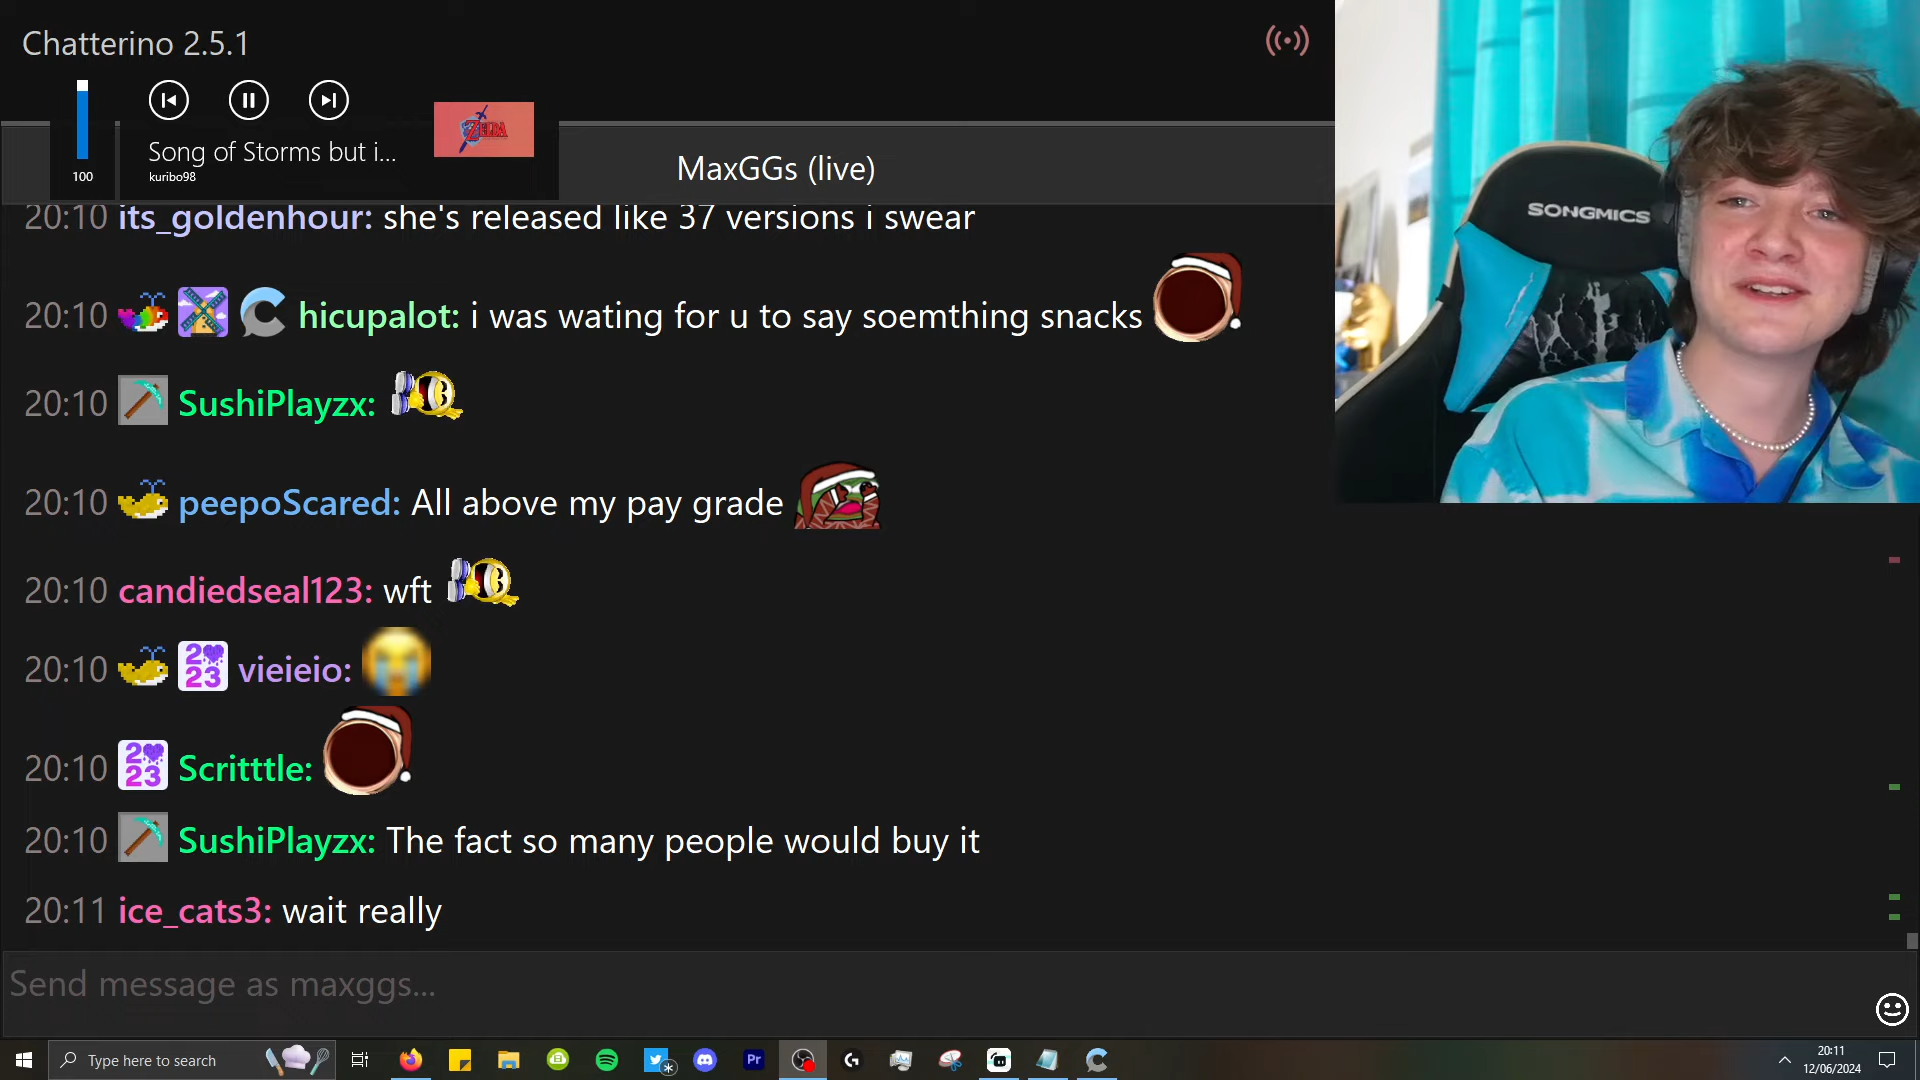 Chatterino 2.5.1
100
Song of Storms but i...
kuribo98
ZELDA
MaxGGs (live)
SONGMICS
20:10 its_goldenhour: she's released like 37 versions i swear
20:10 hicupalot: i was wating for u to say soemthing snacks
20:10 SushiPlayzx:
20:10 peepoScared: All above my pay grade
20:10 candiedseal123: wft
20:10 2023 vieieio:
20:10 2023 Scritttle:
20:10 SushiPlayzx: The fact so many people would buy it
20:11 ice_cats3: wait really
Send message as maxggs...
Type here to search
Pr
20:11
12/06/2024